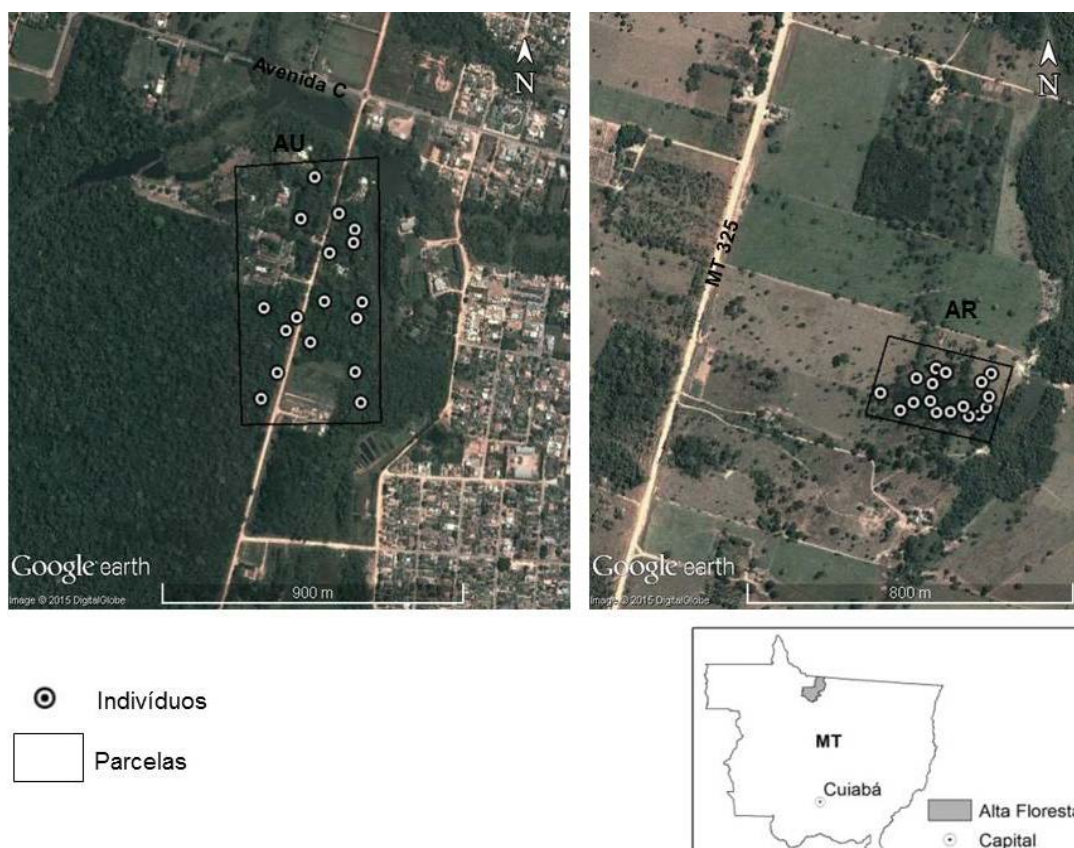 Avenida C
N
AU
Google earth
Image © 2015 DigitalGlobe
900 m
N
MT 325
AR
Google earth
Image © 2015 DigitalGlobe
800 m
Indivíduos
Parcelas
MT
Cuiabá
Alta Floresta
Capital